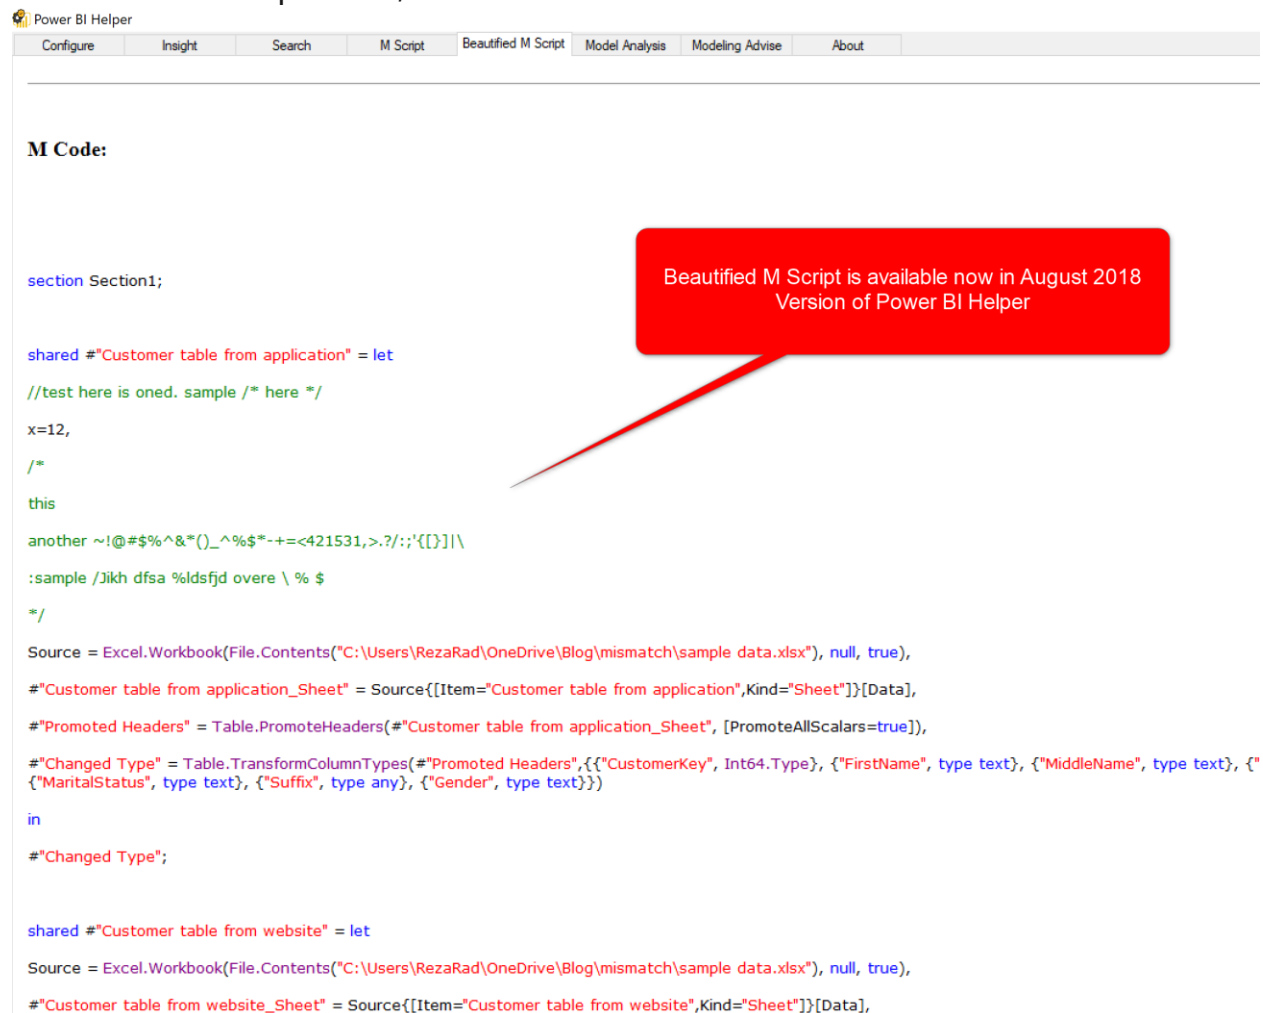 Power BI Helper
Configure Insight Search M Script Beautified M Script Model Analysis Modeling Advise About
M Code:
Beautified M Script is available now in August 2018
Version of Power BI Helper
section Section1;
shared #"Customer table from application" = let
//test here is oned. sample /* here */
x=12,
/*
this
another ~!@#$%^&*()_^%$*-+=<421531,>.?/:;'{[}]|\
:sample /Jikh dfsa %ldsfjd overe \ % $
*/
Source = Excel.Workbook(File.Contents("C:\Users\RezaRad\OneDrive\Blog\mismatch\sample data.xlsx"), null, true),
#"Customer table from application_Sheet" = Source{[Item="Customer table from application",Kind="Sheet"]}[Data],
#"Promoted Headers" = Table.PromoteHeaders(#"Customer table from application_Sheet", [PromoteAllScalars=true]),
#"Changed Type" = Table.TransformColumnTypes(#"Promoted Headers",{{"CustomerKey", Int64.Type}, {"FirstName", type text}, {"MiddleName", type text}, {"
{"MaritalStatus", type text}, {"Suffix", type any}, {"Gender", type text}})
in
#"Changed Type";
shared #"Customer table from website" = let
Source = Excel.Workbook(File.Contents("C:\Users\RezaRad\OneDrive\Blog\mismatch\sample data.xlsx"), null, true),
#"Customer table from website_Sheet" = Source{[Item="Customer table from website",Kind="Sheet"]}[Data],